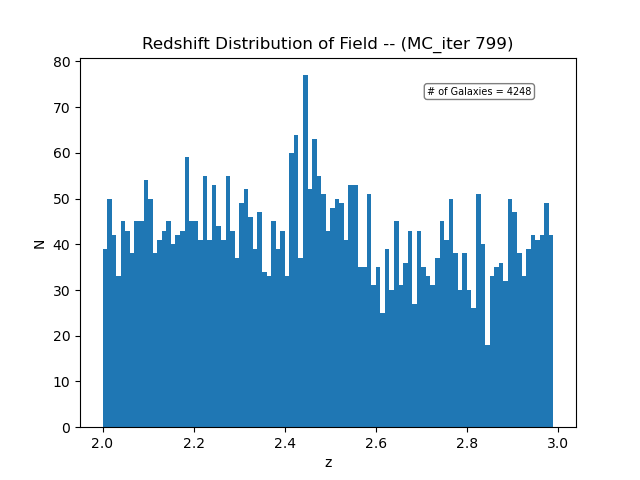 Redshift Distribution of Field -- (MC_iter 799)
# of Galaxies = 4248
80
70
60
50
40
30
20
10
0
N
2.0 2.2 2.4 2.6 2.8 3.0
z